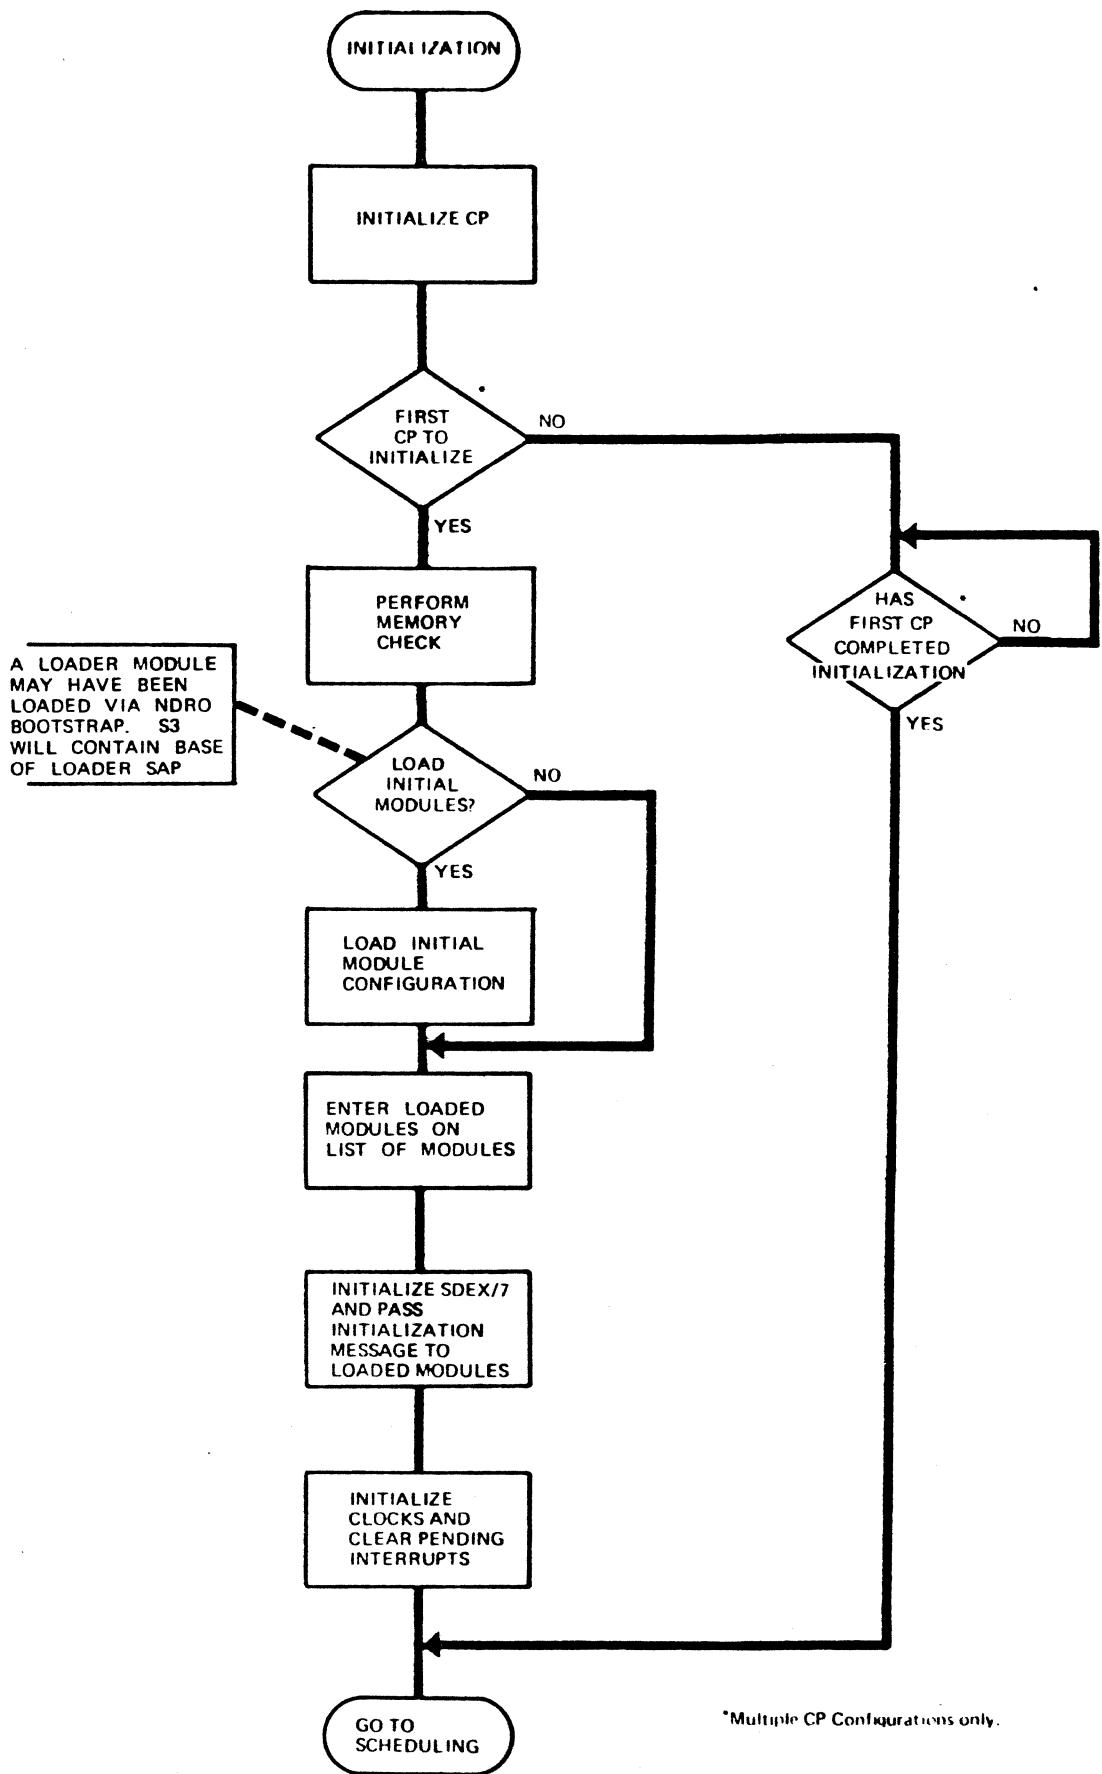 INITIALIZATION
INITIALIZE CP
FIRST
CP TO
INITIALIZE
NO
YES
PERFORM
MEMORY
CHECK
HAS
FIRST CP
COMPLETED
INITIALIZATION
NO
YES
A LOADER MODULE
MAY HAVE BEEN
LOADED VIA NDRO
BOOTSTRAP. S3
WILL CONTAIN BASE
OF LOADER SAP
LOAD
INITIAL
MODULES?
NO
YES
LOAD INITIAL
MODULE
CONFIGURATION
ENTER LOADED
MODULES ON
LIST OF MODULES
INITIALIZE SDEX/7
AND PASS
INITIALIZATION
MESSAGE TO
LOADED MODULES
INITIALIZE
CLOCKS AND
CLEAR PENDING
INTERRUPTS
GO TO
SCHEDULING
*Multiple CP Configurations only.